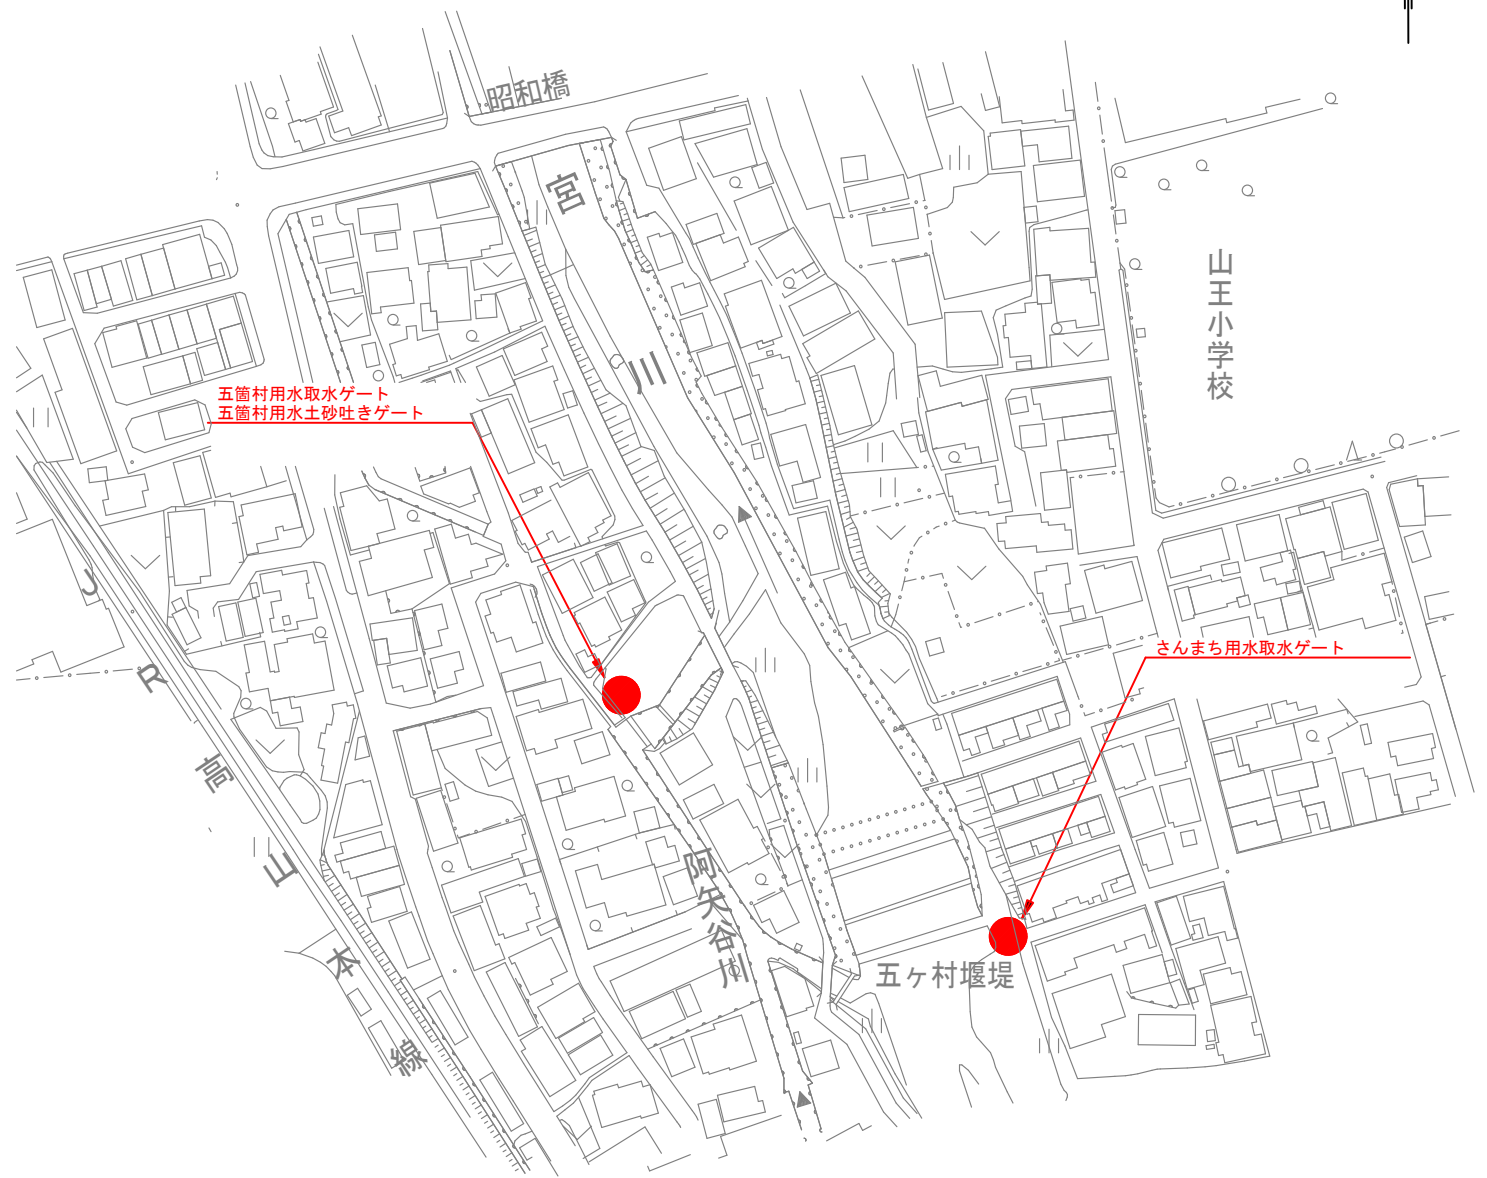 昭和橋
宮川
山王小学校
五箇村用水取水ゲート
五箇村用水土砂吐きゲート
JR高山本線
さんまち用水取水ゲート
阿矢谷川
五ヶ村堰堤